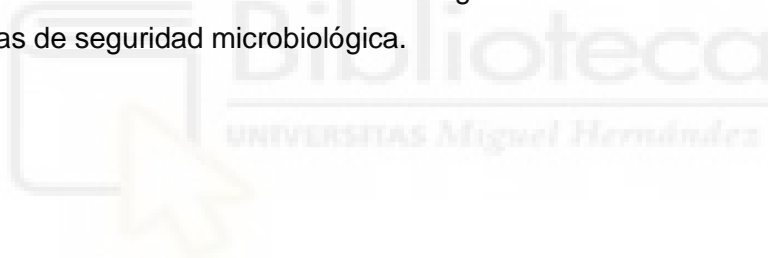 as de seguridad microbiológica.
Biblioteca
UNIVERSITAS Miguel Hernández